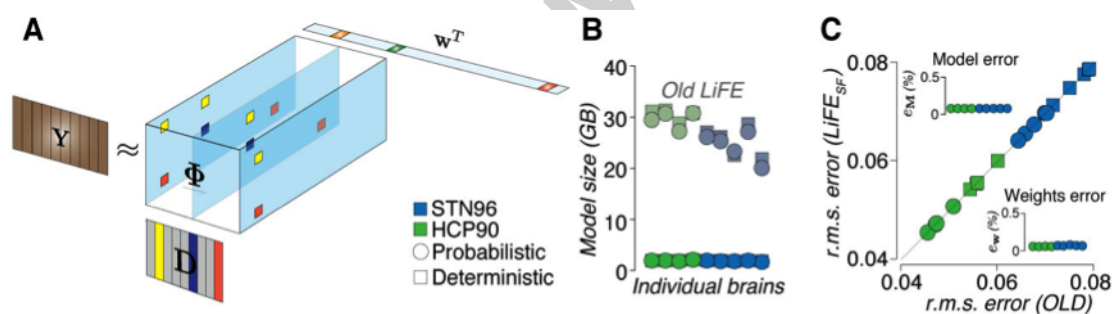 A
Y
≈
Φ
D
w^T
STN96
HCP90
Probabilistic
Deterministic
B
Model size (GB)
40
30
20
10
0
Old LiFE
Individual brains
C
r.m.s. error (LiFE_SF)
0.08
0.06
0.04
Model error
e_M (%)
0.5
0
Weights error
e_w (%)
0.5
0
0.04
0.06
0.08
r.m.s. error (OLD)